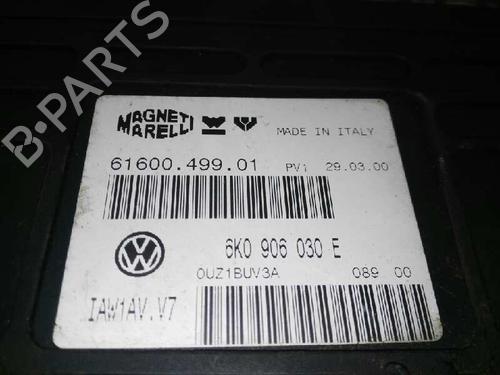 MAGNETI
MARELLI
MADE IN ITALY
61600.499.01 PV: 29.03.00
6K0 906 030 E
0UZ1BUV3A 089 00
IAW1AV.V7
B-PARTS